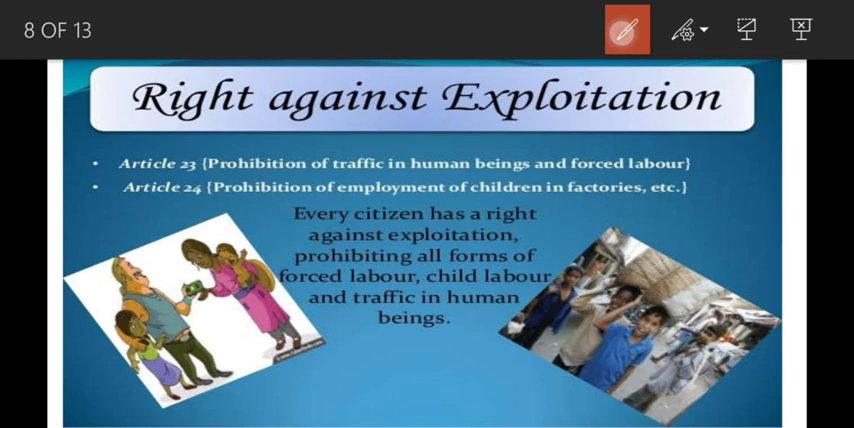 8 OF 13
Right against Exploitation
• Article 23 {Prohibition of traffic in human beings and forced labour}
• Article 24 {Prohibition of employment of children in factories, etc.}
Every citizen has a right
against exploitation,
prohibiting all forms of
forced labour, child labour
and traffic in human
beings.